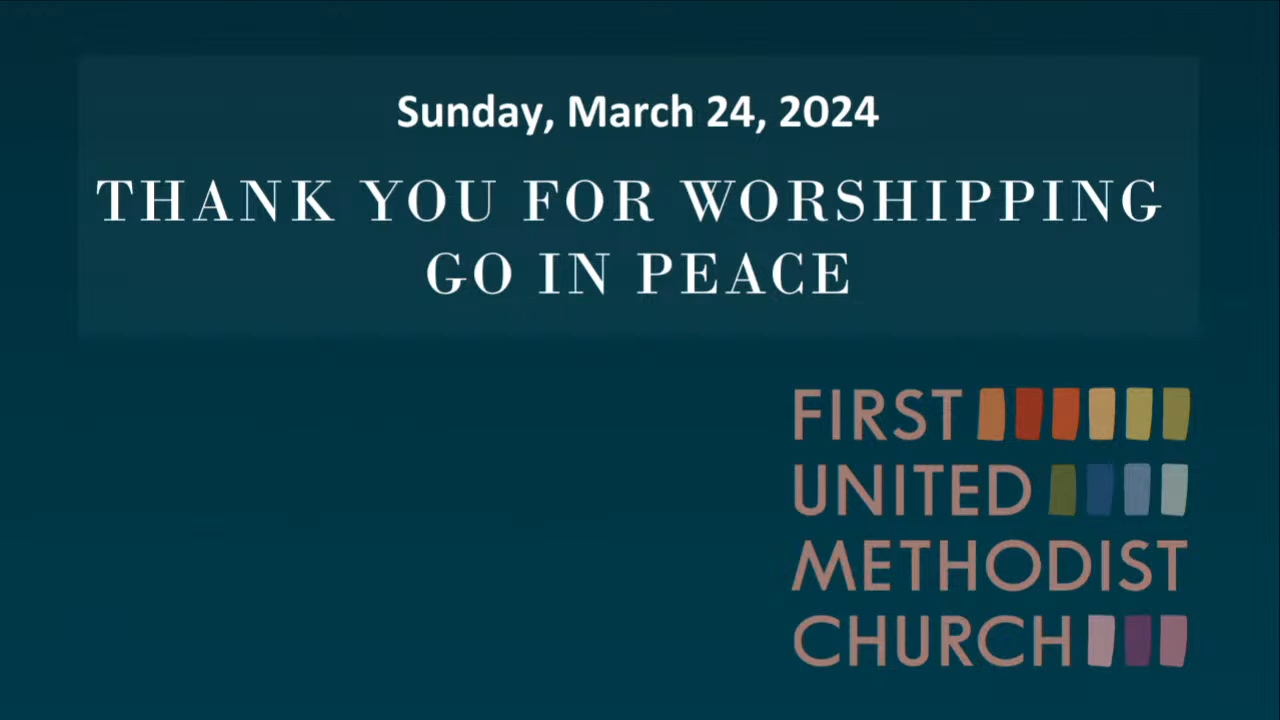 Sunday, March 24, 2024
THANK YOU FOR WORSHIPPING
GO IN PEACE
FIRST
UNITED
METHODIST
CHURCH